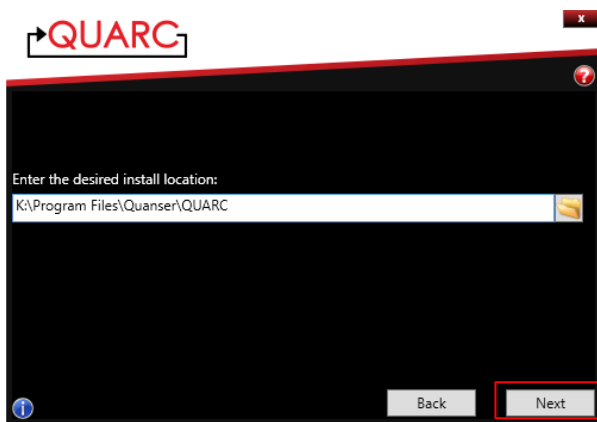 QUARC
x
?
Enter the desired install location:
K:\Program Files\Quanser\QUARC
Back
Next
i